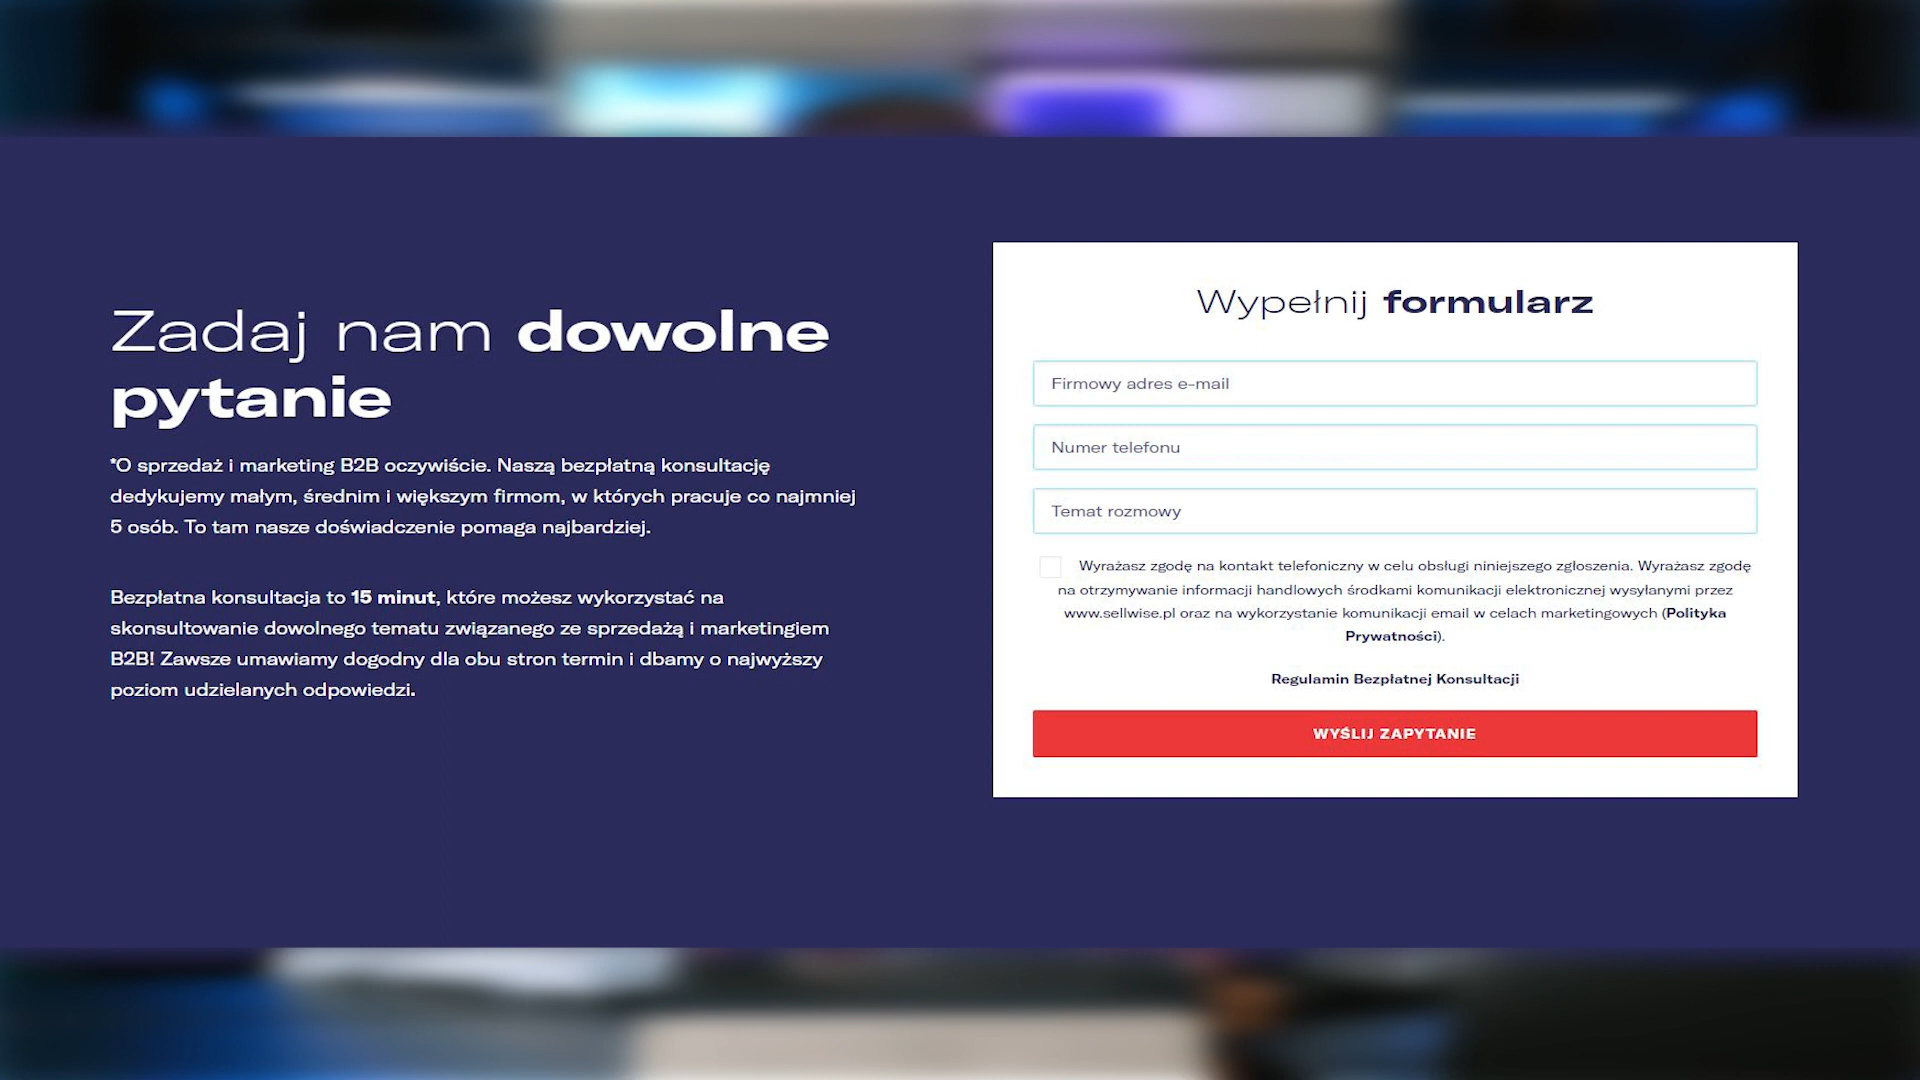 Zadaj nam dowolne
pytanie
*O sprzedaż i marketing B2B oczywiście. Naszą bezpłatną konsultację
dedykujemy małym, średnim i większym firmom, w których pracuje co najmniej
5 osób. To tam nasze doświadczenie pomaga najbardziej.
Bezpłatna konsultacja to 15 minut, które możesz wykorzystać na
skonsultowanie dowolnego tematu związanego ze sprzedażą i marketingiem
B2B! Zawsze umawiamy dogodny dla obu stron termin i dbamy o najwyższy
poziom udzielanych odpowiedzi.
Wypełnij formularz
Firmowy adres e-mail
Numer telefonu
Temat rozmowy
Wyrażasz zgodę na kontakt telefoniczny w celu obsługi niniejszego zgłoszenia. Wyrażasz zgodę
na otrzymywanie informacji handlowych środkami komunikacji elektronicznej wysyłanymi przez
www.sellwise.pl oraz na wykorzystanie komunikacji email w celach marketingowych (Polityka
Prywatności).
Regulamin Bezpłatnej Konsultacji
WYŚLIJ ZAPYTANIE